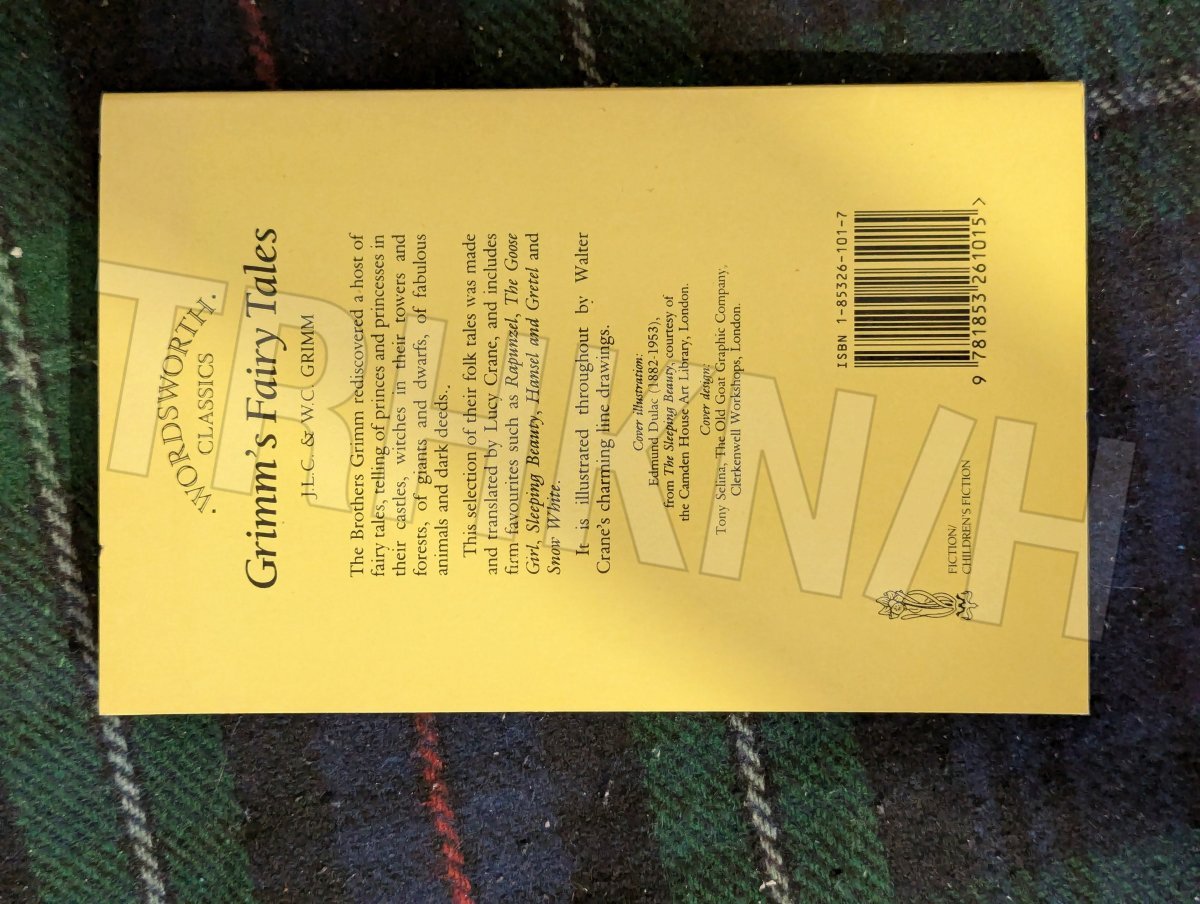 · WORDSWORTH ·
CLASSICS
Grimm's Fairy Tales
J.L.C. & W.C. GRIMM
The Brothers Grimm rediscovered a host of
fairy tales, telling of princes and princesses in
their castles, witches in their towers and
forests, of giants and dwarfs, of fabulous
animals and dark deeds.
This selection of their folk tales was made
and translated by Lucy Crane, and includes
firm favourites such as Rapunzel, The Goose
Girl, Sleeping Beauty, Hansel and Gretel and
Snow White.
It is illustrated throughout by Walter
Crane's charming line drawings.
Cover illustration:
Edmund Dulac (1882-1953),
from The Sleeping Beauty, courtesy of
the Camden House Art Library, London.
Cover design:
Tony Selina, The Old Goat Graphic Company,
Clerkenwell Workshops, London.
FICTION/
CHILDREN'S FICTION
ISBN 1-85326-101-7
9 781853 261015 >